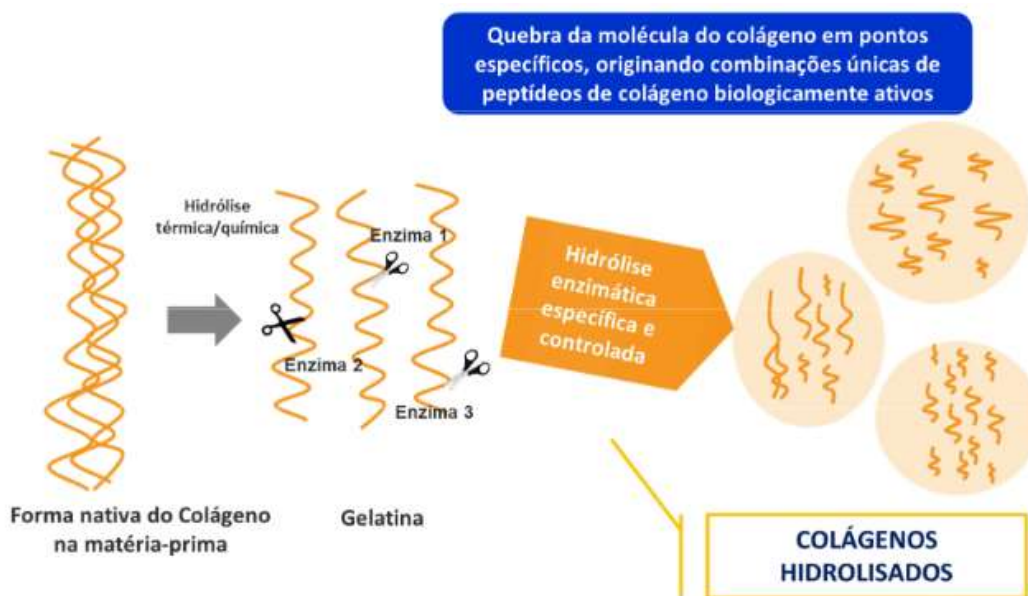 Quebra da molécula do colágeno em pontos
específicos, originando combinações únicas de
peptídeos de colágeno biologicamente ativos
Hidrólise
térmica/química
Enzima 1
Enzima 2
Enzima 3
Hidrólise
enzimática
específica e
controlada
Forma nativa do Colágeno
na matéria-prima
Gelatina
COLÁGENOS
HIDROLISADOS